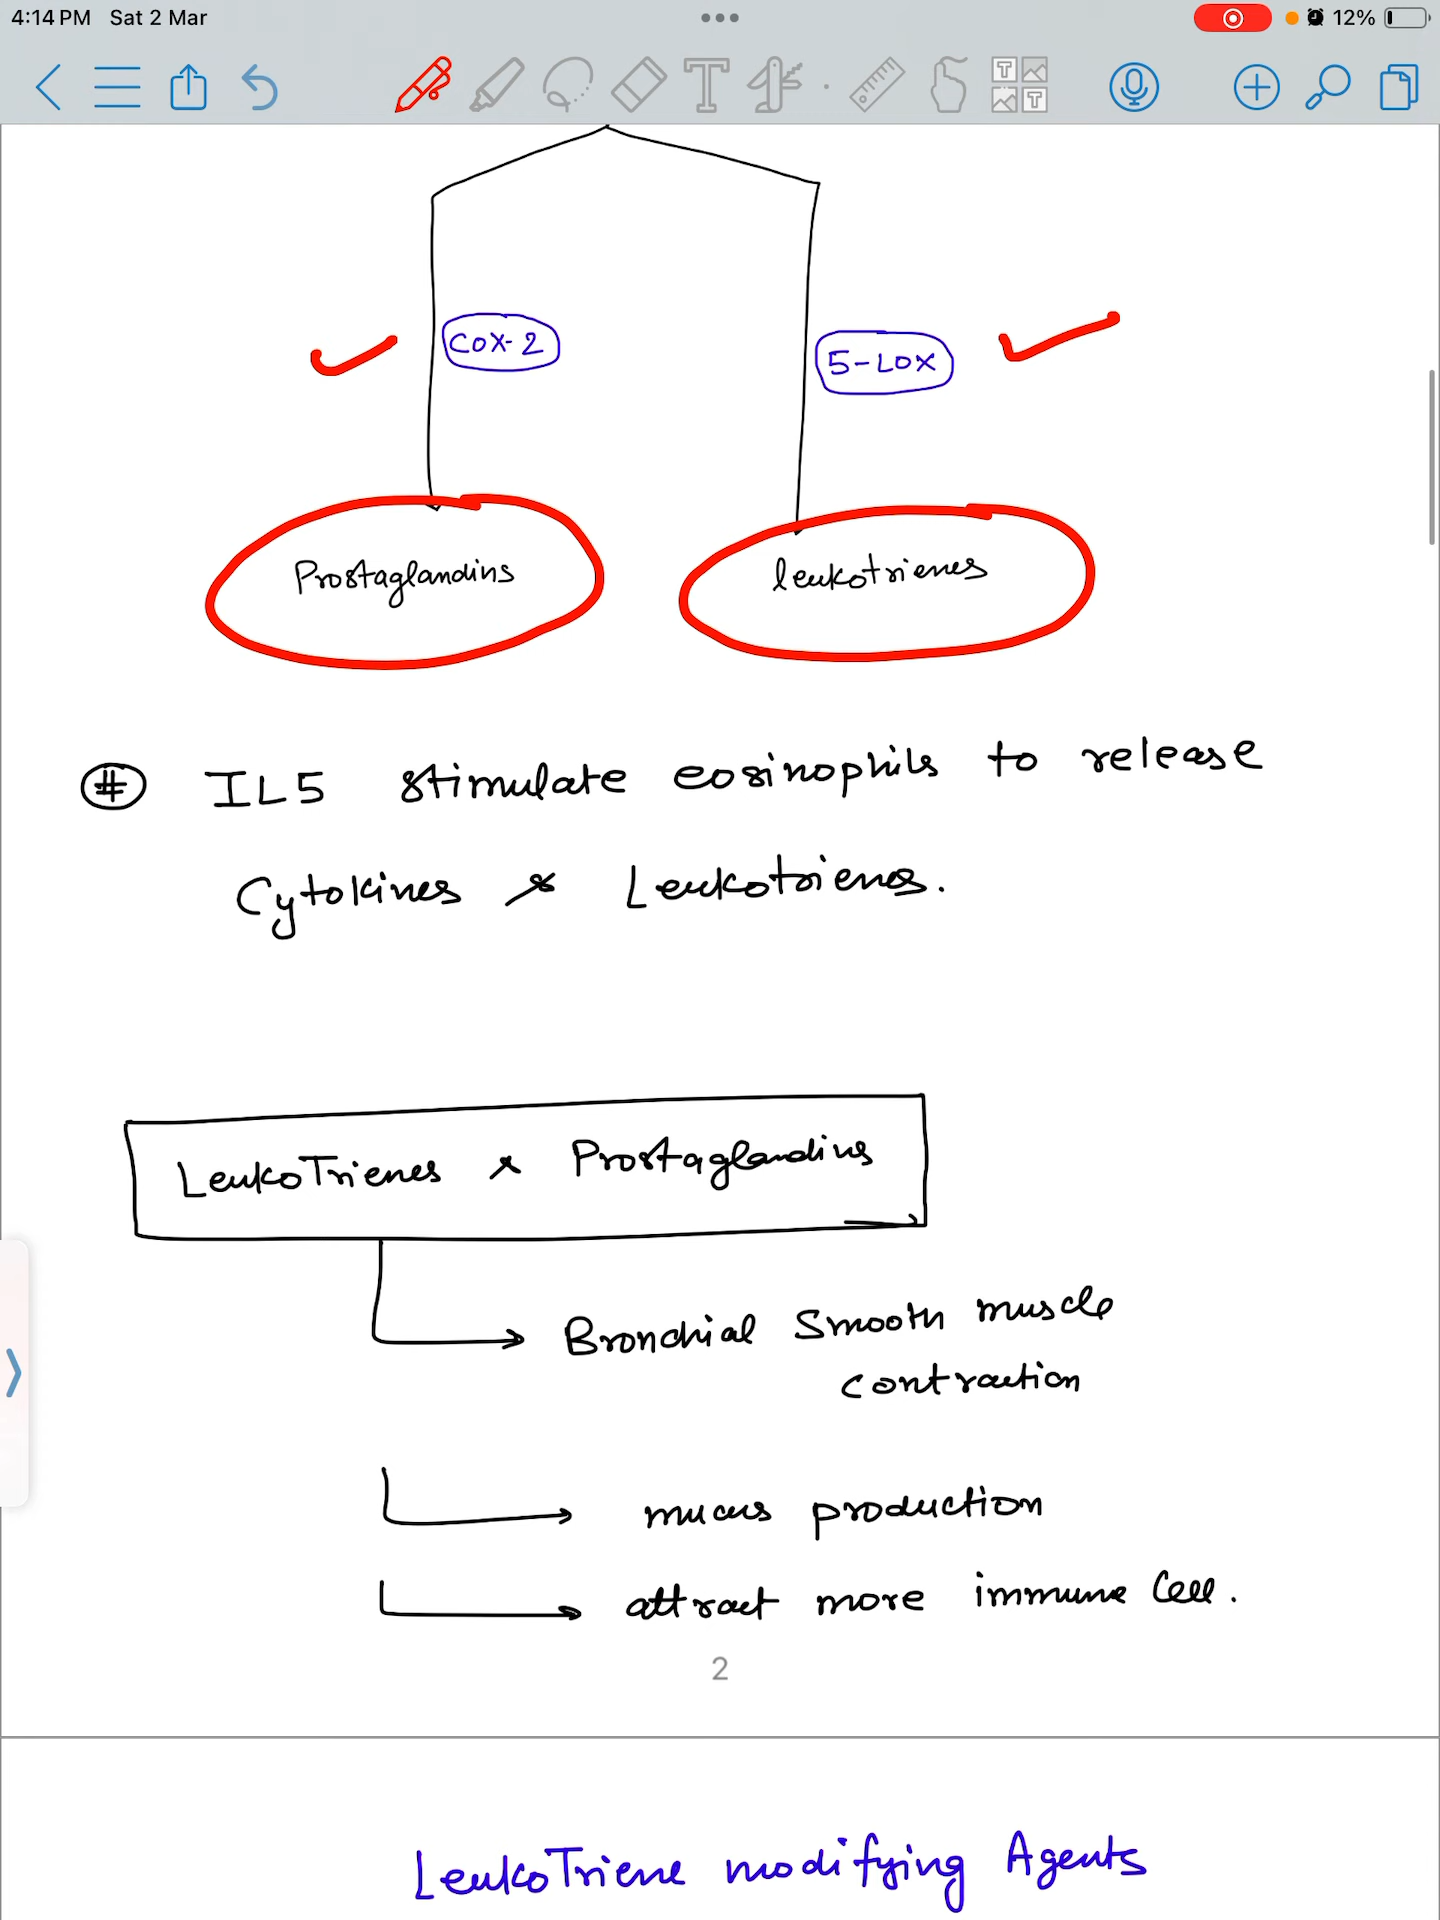 4:14 PM Sat 2 Mar
12%
COX-2
5-LOX
Prostaglandins
leukotrienes
# IL5 stimulate eosinophils to release
Cytokines & Leukotrienes.
LeukoTrienes & Prostaglandins
Bronchial Smooth muscle
contraction
mucus production
attract more immune Cell.
2
LeukoTriene modifying Agents